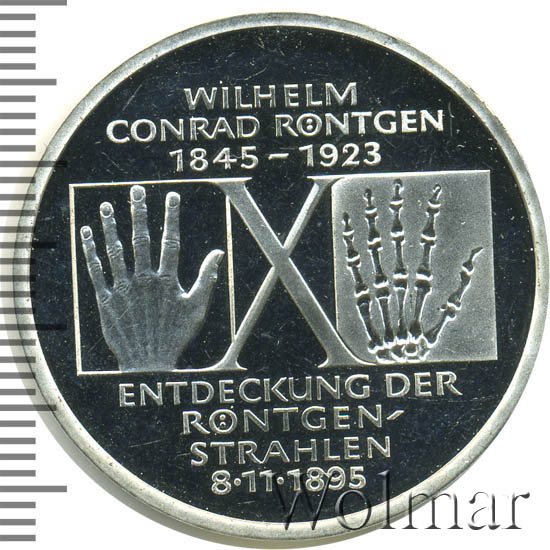 WILHELM
CONRAD RÖNTGEN
1845 – 1923
X
ENTDECKUNG DER
RÖNTGEN-
STRAHLEN
8·11·1895
Wolmar